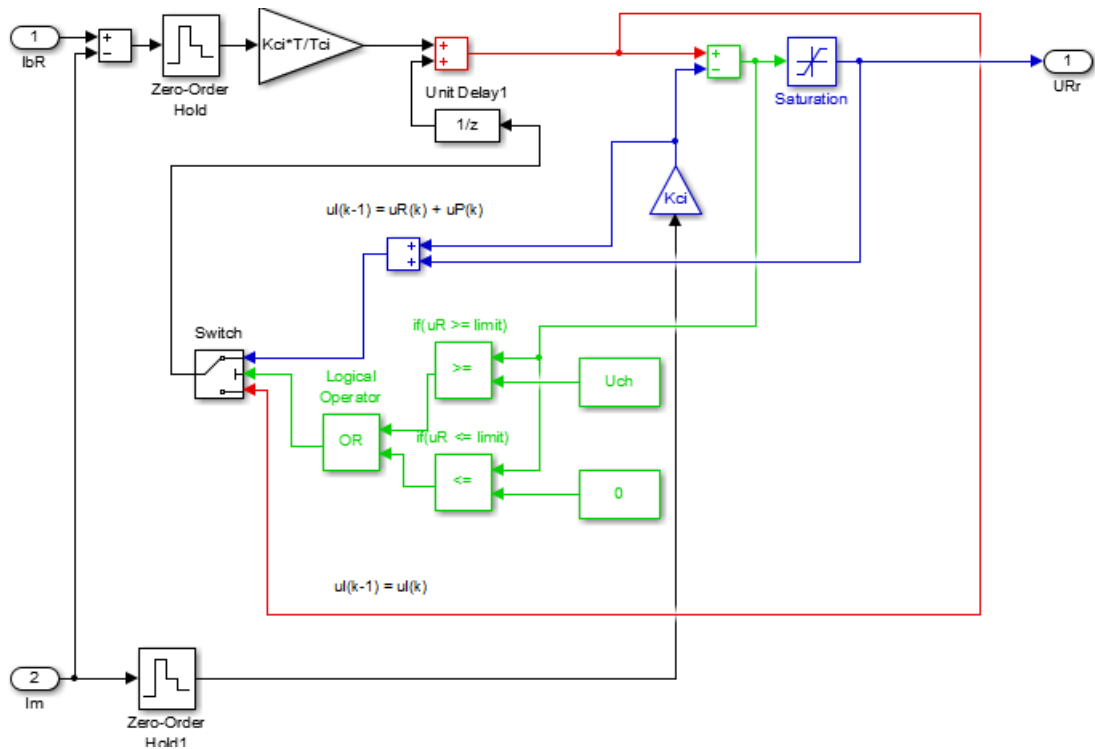 1
IbR
+
−
Zero-Order
Hold
Kci*T/Tci
+
+
Unit Delay1
1/z
+
−
Saturation
1
URr
Kci
uI(k-1) = uR(k) + uP(k)
+
+
Switch
if(uR >= limit)
>=
Uch
Logical
Operator
OR
if(uR <= limit)
<=
0
uI(k-1) = uI(k)
2
Im
Zero-Order
Hold1